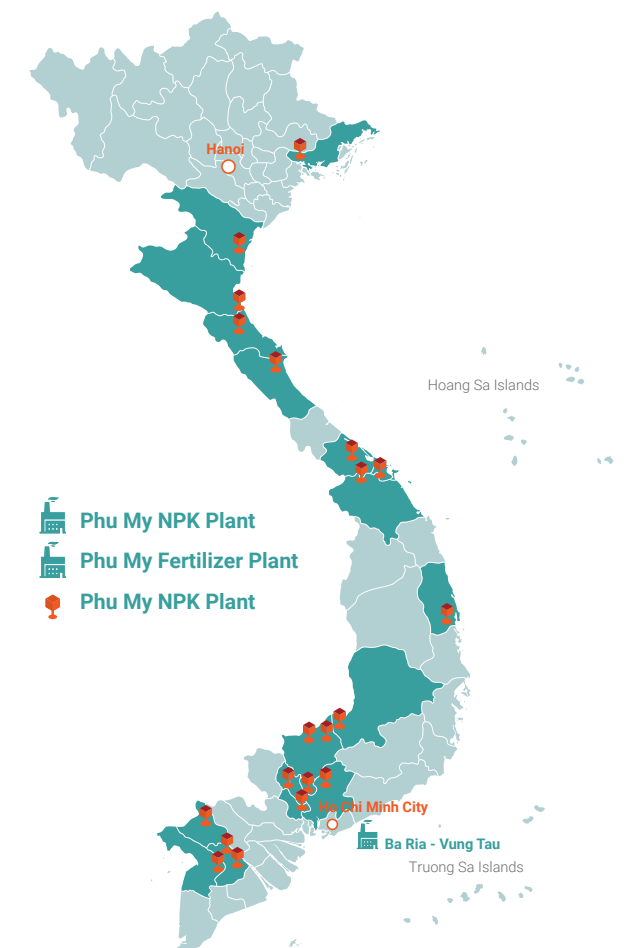 Hanoi
Hoang Sa Islands
Phu My NPK Plant
Phu My Fertilizer Plant
Phu My NPK Plant
Ho Chi Minh City
Ba Ria - Vung Tau
Truong Sa Islands